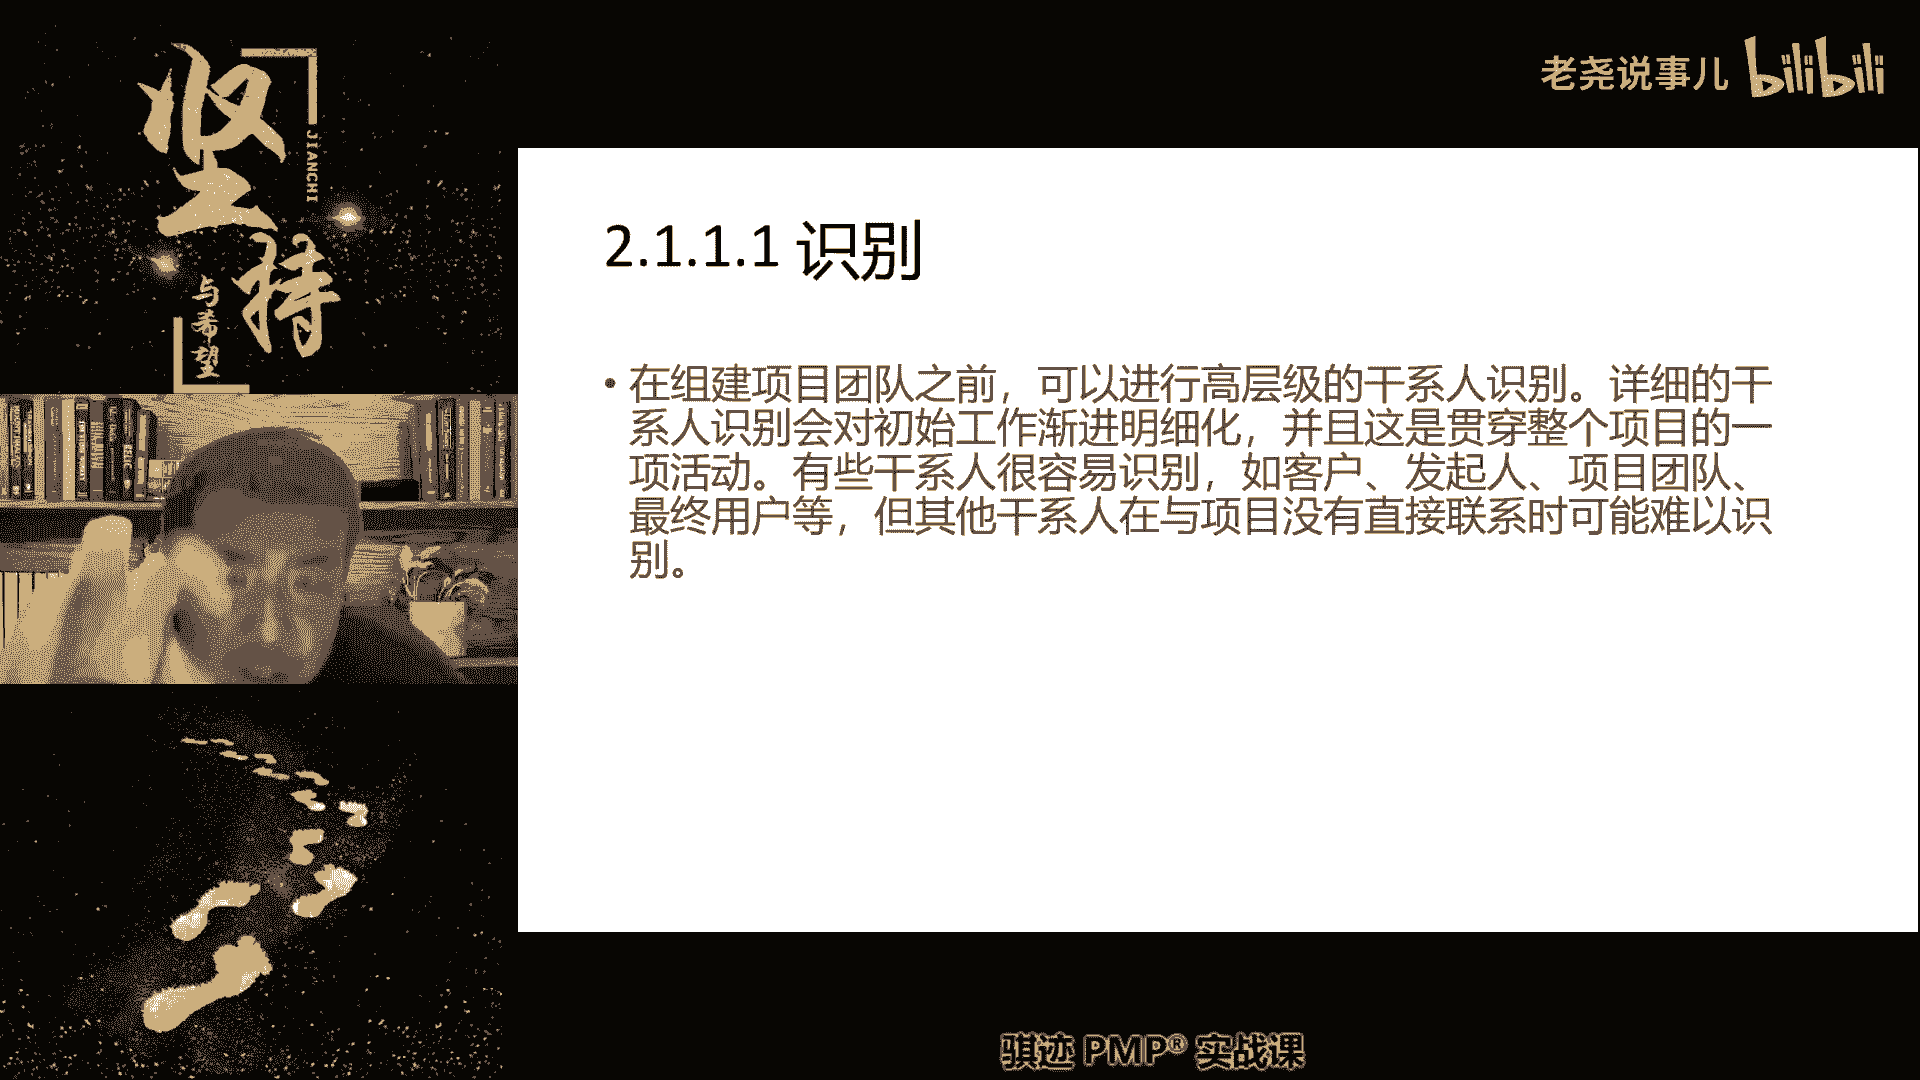 坚持
JIANCHI
与希望
老尧说事儿 bilibili
2.1.1.1 识别
• 在组建项目团队之前，可以进行高层级的干系人识别。详细的干
系人识别会对初始工作渐进明细化，并且这是贯穿整个项目的一
项活动。有些干系人很容易识别，如客户、发起人、项目团队、
最终用户等，但其他干系人在与项目没有直接联系时可能难以识
别。
骐迹 PMP® 实战课